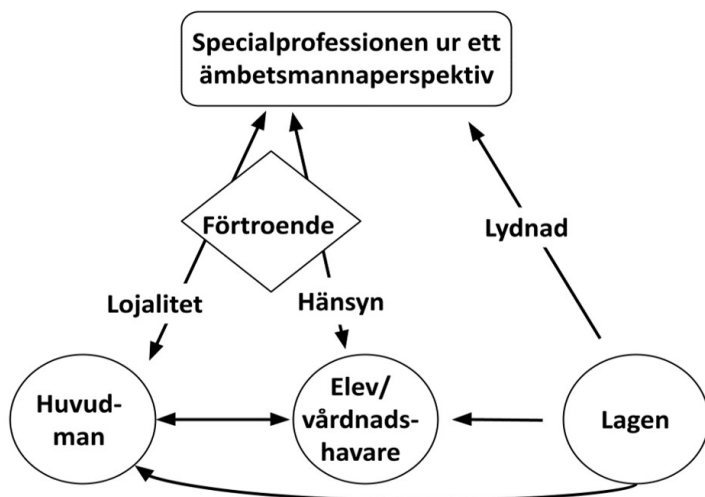 Specialprofessionen ur ett
ämbetsmannaperspektiv
Förtroende
Lydnad
Lojalitet
Hänsyn
Huvud-
man
Elev/
vårdnads-
havare
Lagen